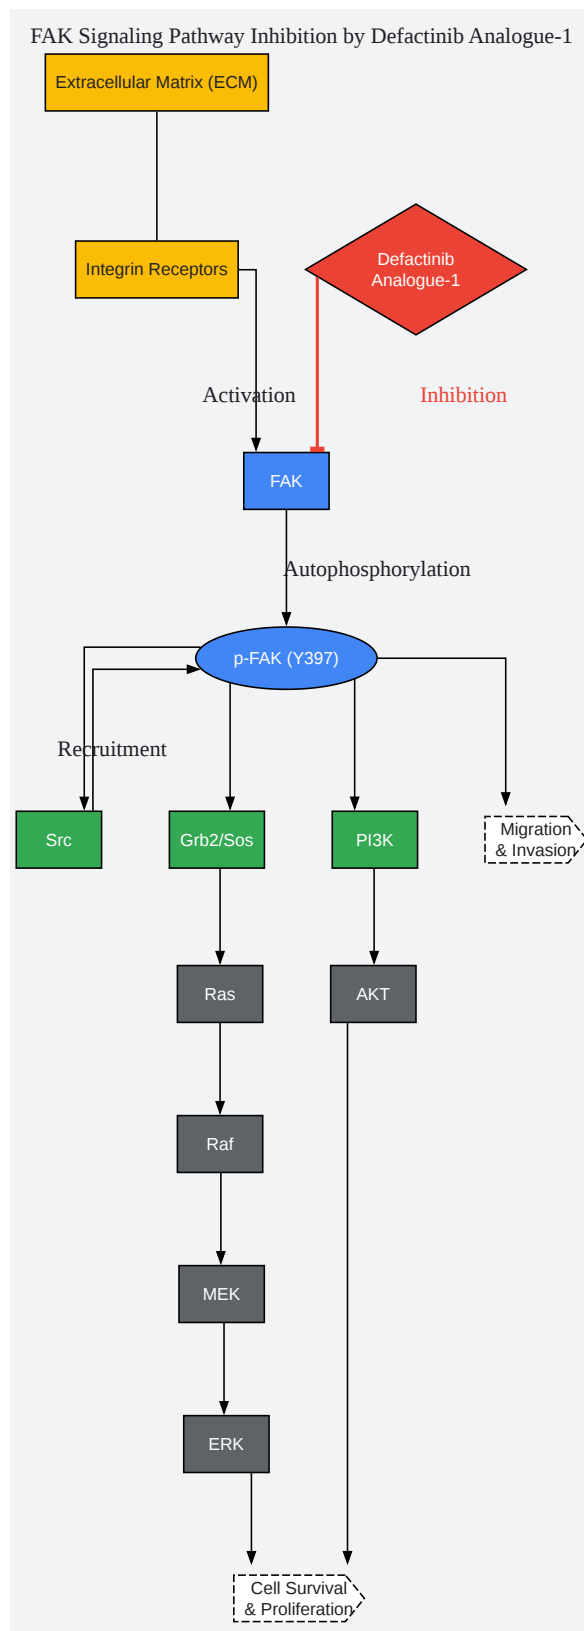 FAK Signaling Pathway Inhibition by Defactinib Analogue-1
Extracellular Matrix (ECM)
Integrin Receptors
Defactinib
Analogue-1
Activation
Inhibition
FAK
Autophosphorylation
p-FAK (Y397)
Recruitment
Src
Grb2/Sos
PI3K
Migration
& Invasion
Ras
AKT
Raf
MEK
ERK
Cell Survival
& Proliferation